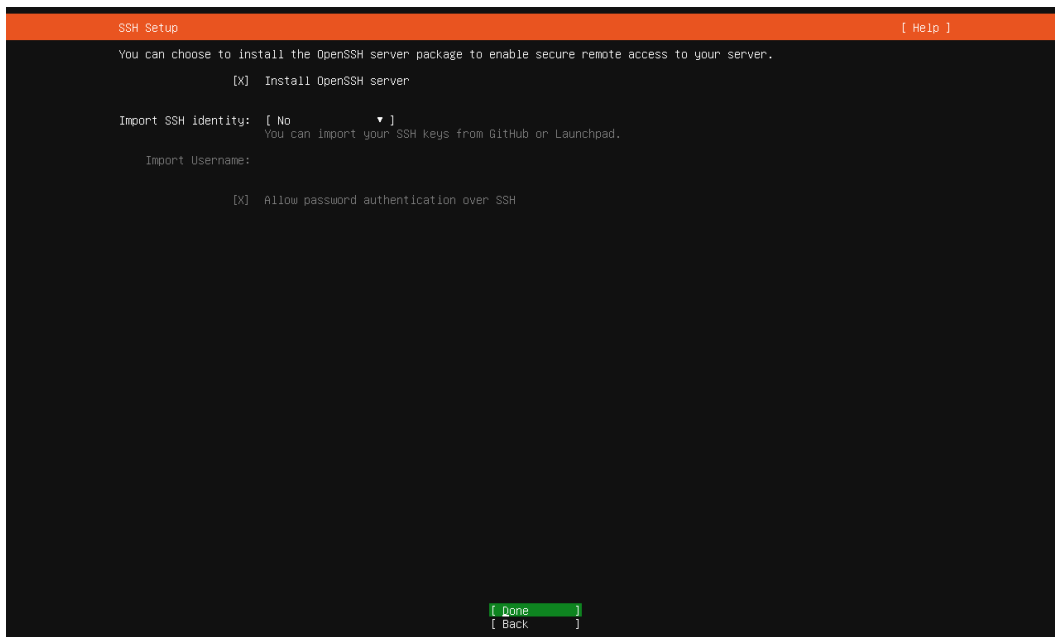 SSH Setup [ Help ]
You can choose to install the OpenSSH server package to enable secure remote access to your server.
[X] Install OpenSSH server
Import SSH identity: [ No ▼ ]
You can import your SSH keys from GitHub or Launchpad.
Import Username:
[X] Allow password authentication over SSH
[ Done ]
[ Back ]